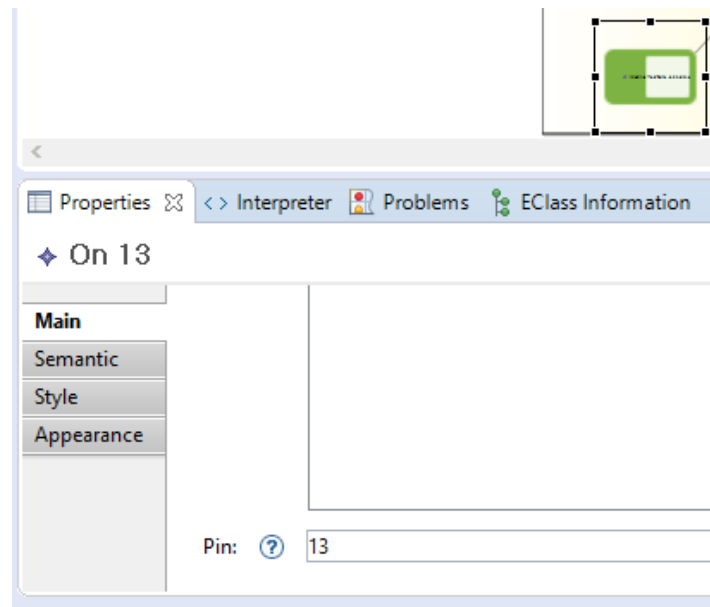 Properties Interpreter Problems EClass Information
On 13
Main
Semantic
Style
Appearance
Pin: ? 13